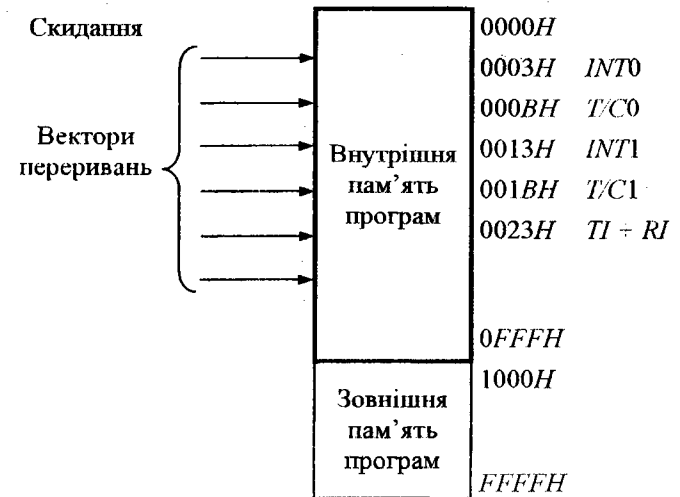 Скидання
0000H
0003H INT0
000BH T/C0
Вектори
переривань
0013H INT1
Внутрішня
пам’ять
програм
001BH T/C1
0023H TI ÷ RI
0FFFH
1000H
Зовнішня
пам’ять
програм
FFFFH